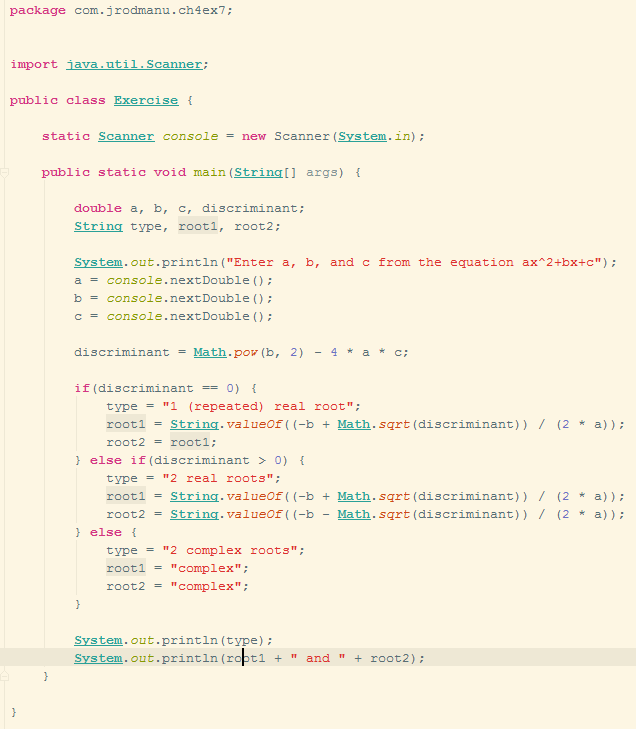 package com.jrodmanu.ch4ex7;
import java.util.Scanner;
public class Exercise {
static Scanner console = new Scanner(System.in);
public static void main(String[] args) {
double a, b, c, discriminant;
String type, root1, root2;
System.out.println("Enter a, b, and c from the equation ax^2+bx+c");
a = console.nextDouble();
b = console.nextDouble();
c = console.nextDouble();
discriminant = Math.pow(b, 2) - 4 * a * c;
if(discriminant == 0) {
type = "1 (repeated) real root";
root1 = String.valueOf((-b + Math.sqrt(discriminant)) / (2 * a));
root2 = root1;
} else if(discriminant > 0) {
type = "2 real roots";
root1 = String.valueOf((-b + Math.sqrt(discriminant)) / (2 * a));
root2 = String.valueOf((-b - Math.sqrt(discriminant)) / (2 * a));
} else {
type = "2 complex roots";
root1 = "complex";
root2 = "complex";
}
System.out.println(type);
System.out.println(root1 + " and " + root2);
}
}